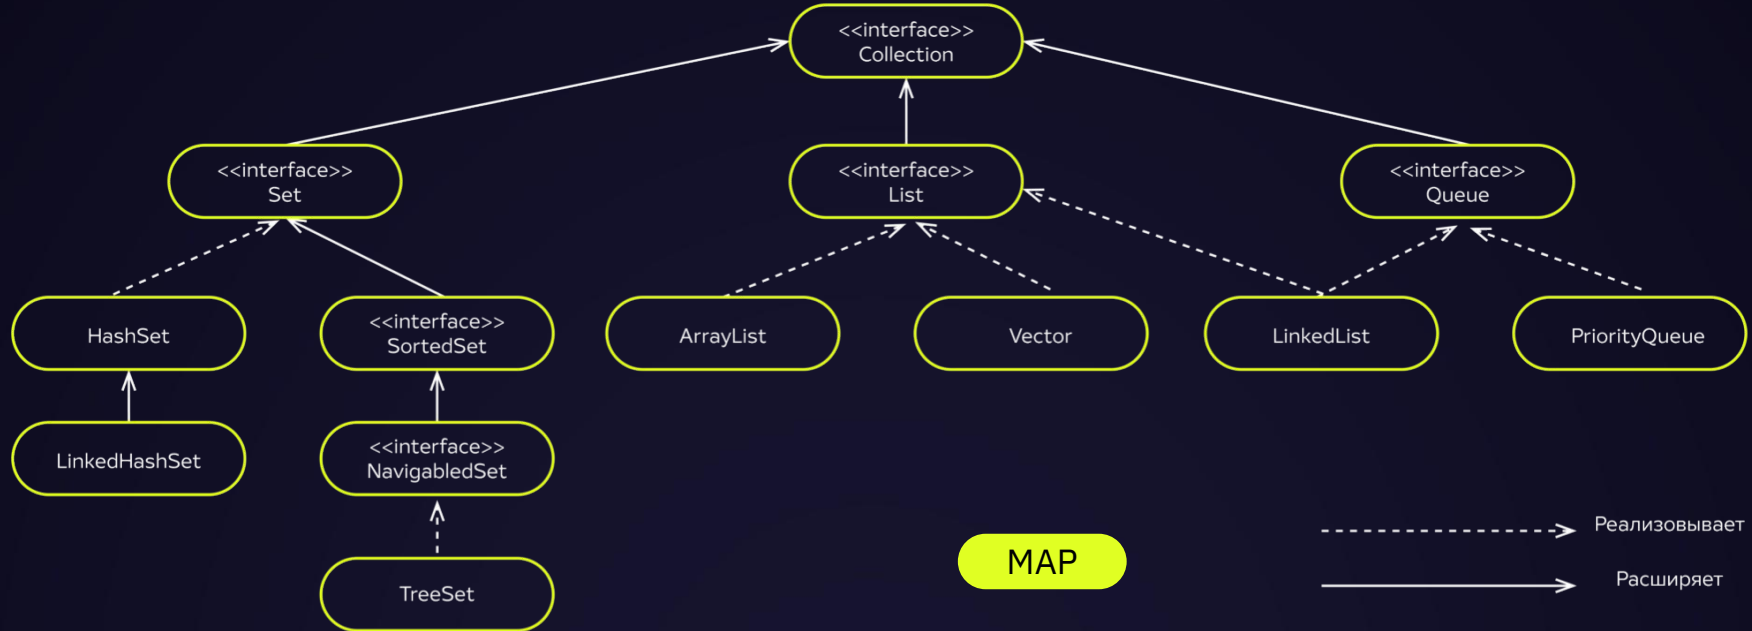 <<interface>>
Collection
<<interface>>
Set
<<interface>>
List
<<interface>>
Queue
HashSet
<<interface>>
SortedSet
ArrayList
Vector
LinkedList
PriorityQueue
LinkedHashSet
<<interface>>
NavigabledSet
TreeSet
MAP
Реализовывает
Расширяет